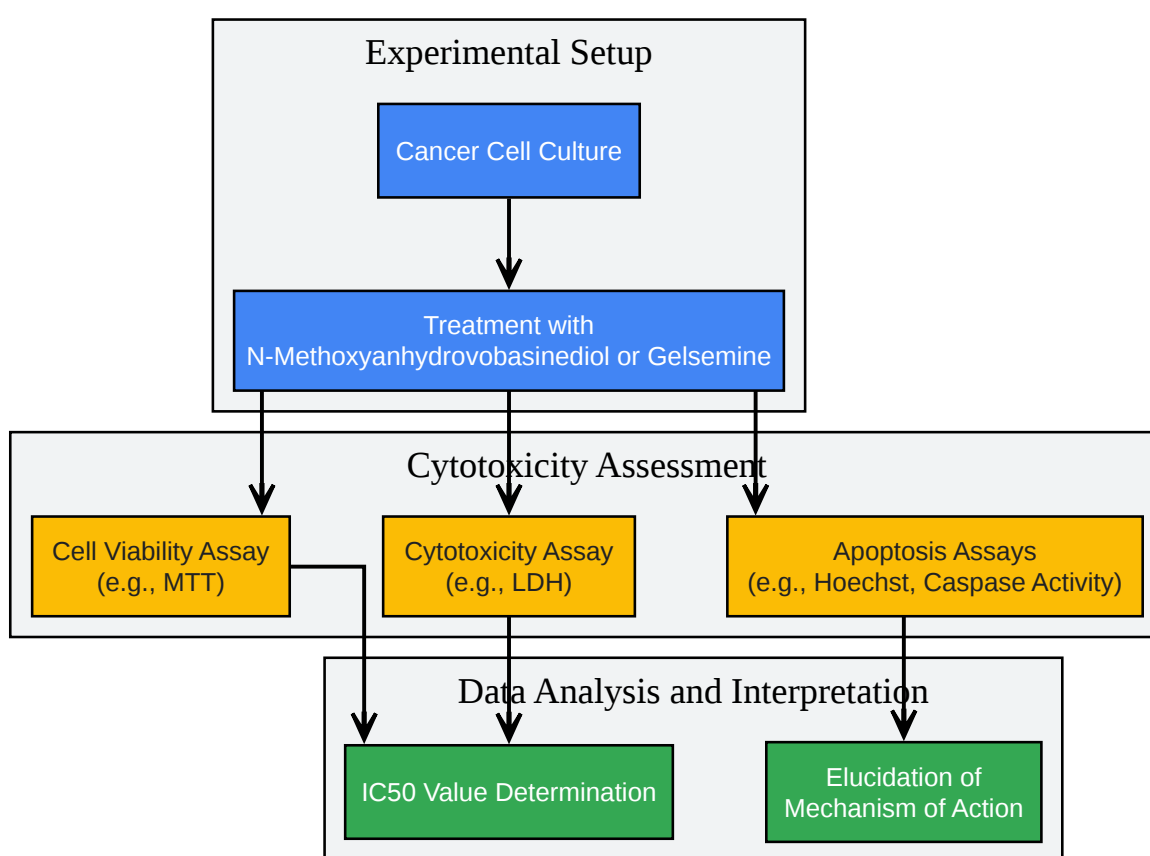 Experimental Setup
Cancer Cell Culture
Treatment with
N-Methoxyanhydrovobasinediol or Gelsemine
Cytotoxicity Assessment
Cell Viability Assay
(e.g., MTT)
Cytotoxicity Assay
(e.g., LDH)
Apoptosis Assays
(e.g., Hoechst, Caspase Activity)
Data Analysis and Interpretation
IC50 Value Determination
Elucidation of
Mechanism of Action